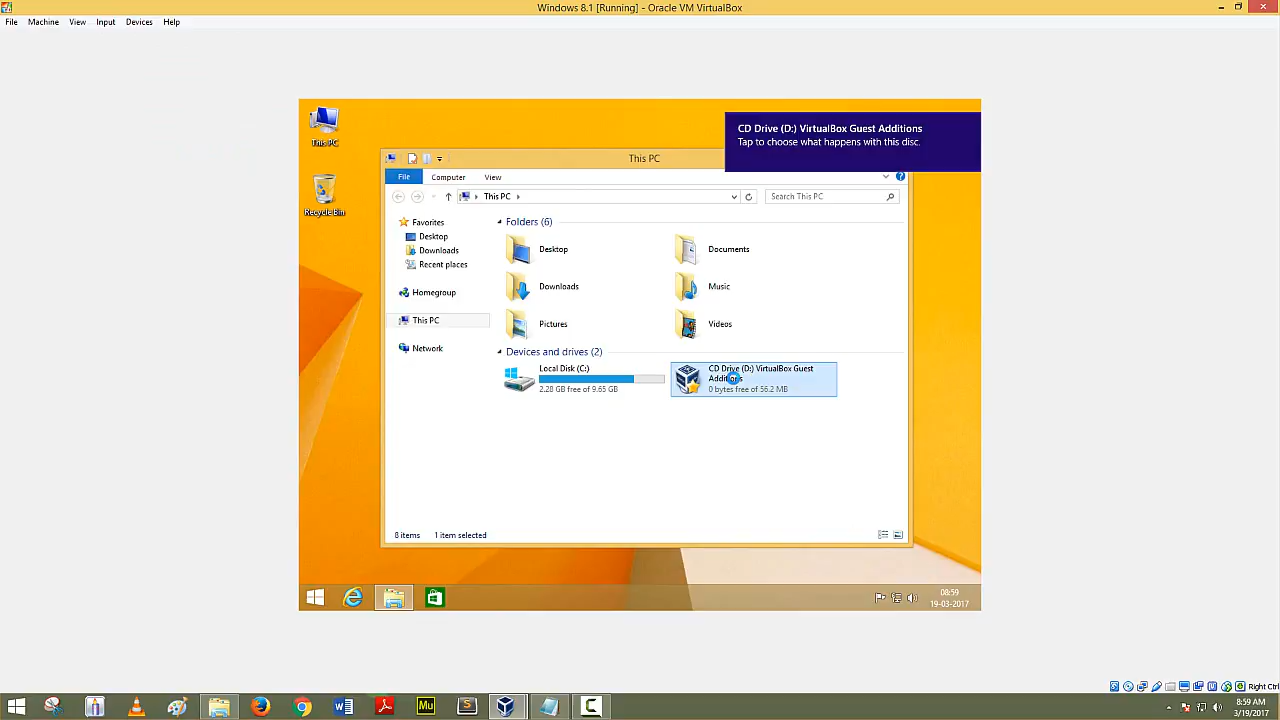 Windows 8.1 [Running] - Oracle VM VirtualBox
File Machine View Input Devices Help
This PC
Recycle Bin
CD Drive (D:) VirtualBox Guest Additions
Tap to choose what happens with this disc.
This PC
File Computer View
This PC
Search This PC
Favorites
Desktop
Downloads
Recent places
Homegroup
This PC
Network
Folders (6)
Desktop
Documents
Downloads
Music
Pictures
Videos
Devices and drives (2)
Local Disk (C:)
2.28 GB free of 9.65 GB
CD Drive (D:) VirtualBox Guest
Additions
0 bytes free of 56.2 MB
8 items 1 item selected
08:59
19-03-2017
Right Ctrl
Mu
8:59 AM
3/19/2017